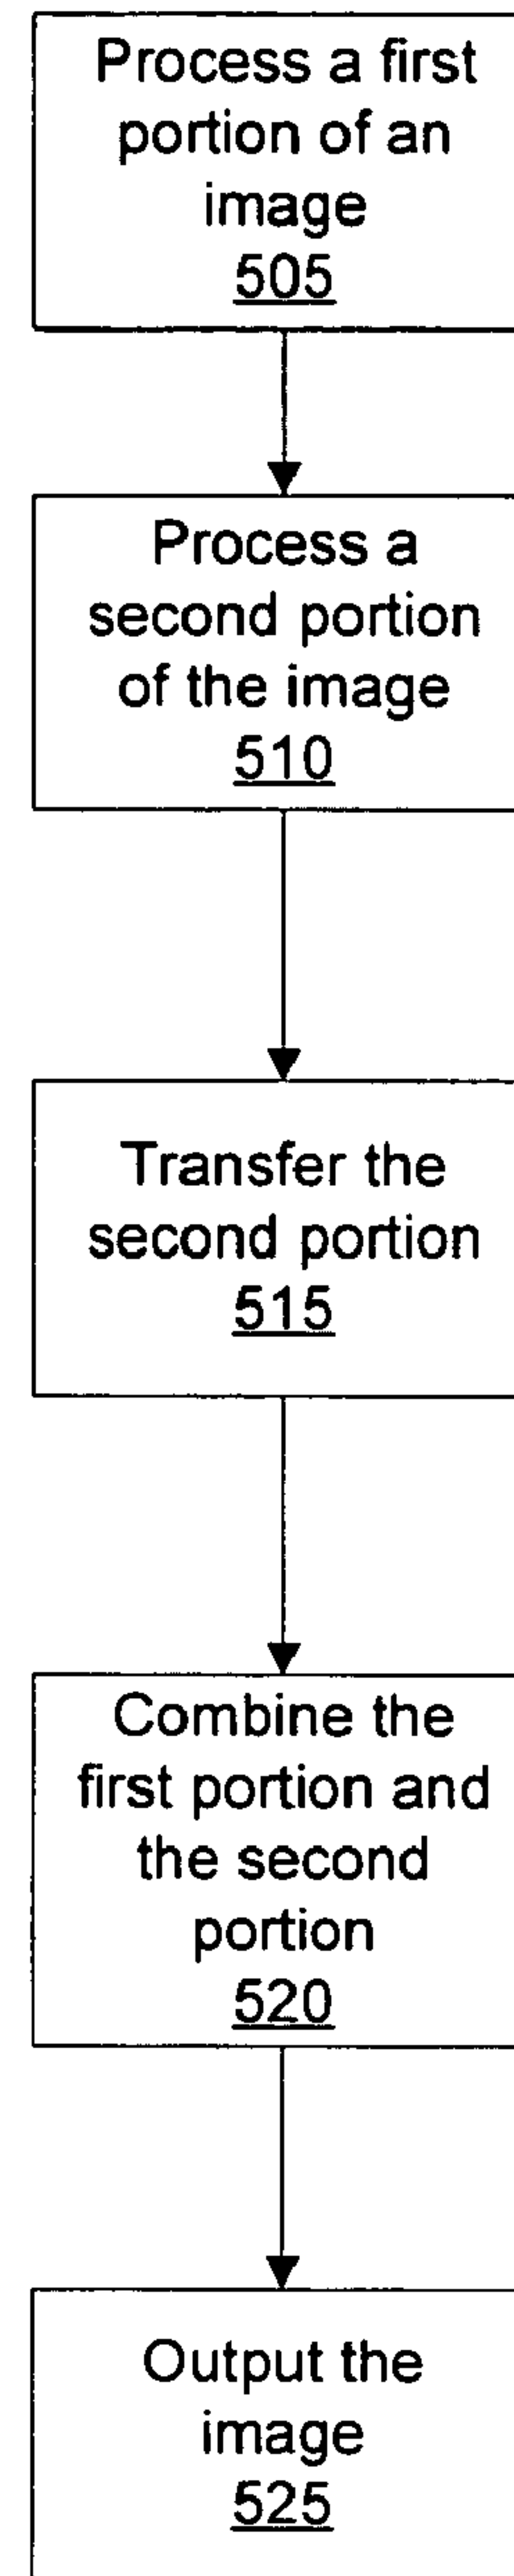 Process a first
portion of an
image
505
Process a
second portion
of the image
510
Transfer the
second portion
515
Combine the
first portion and
the second
portion
520
Output the
image
525